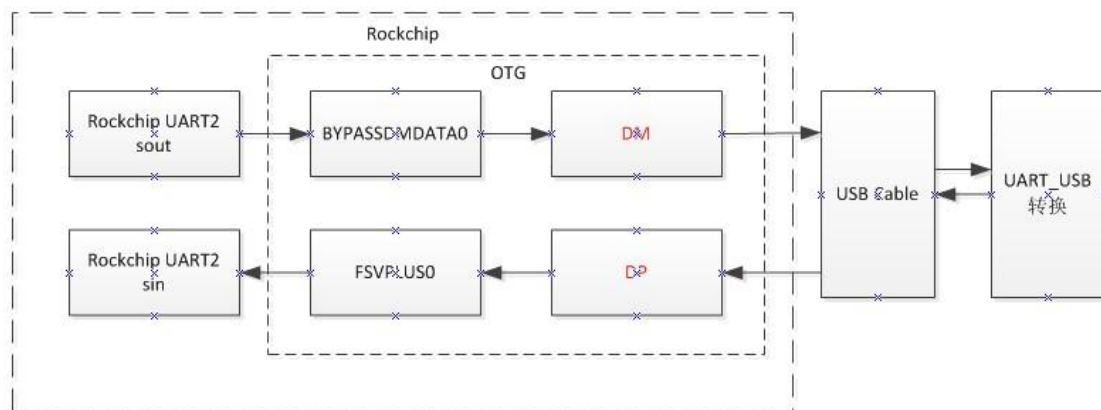 Rockchip
OTG
Rockchip UART2
sout
BYPASSDMDATA0
DM
USB Cable
UART_USB
转换
Rockchip UART2
sin
FSVPLUS0
DP